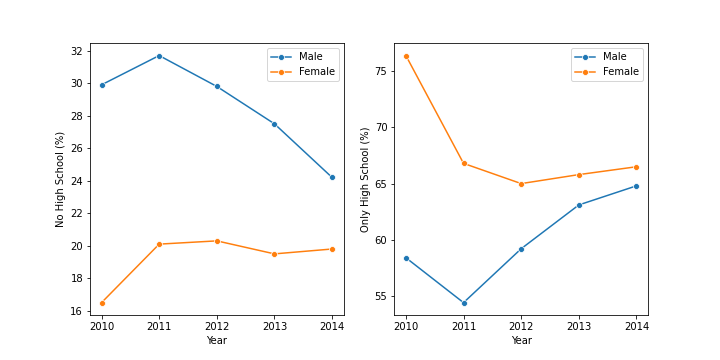 32
30
28
26
24
22
20
18
16
No High School (%)
2010 2011 2012 2013 2014
Year
Male
Female
75
70
65
60
55
Only High School (%)
2010 2011 2012 2013 2014
Year
Male
Female